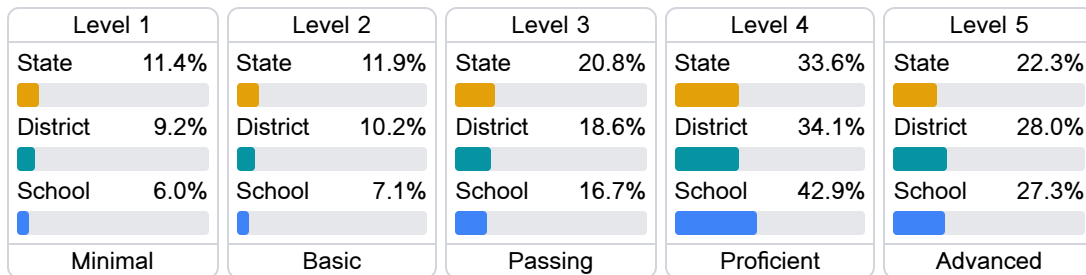 Level 1
State 11.4%
District 9.2%
School 6.0%
Minimal
Level 2
State 11.9%
District 10.2%
School 7.1%
Basic
Level 3
State 20.8%
District 18.6%
School 16.7%
Passing
Level 4
State 33.6%
District 34.1%
School 42.9%
Proficient
Level 5
State 22.3%
District 28.0%
School 27.3%
Advanced